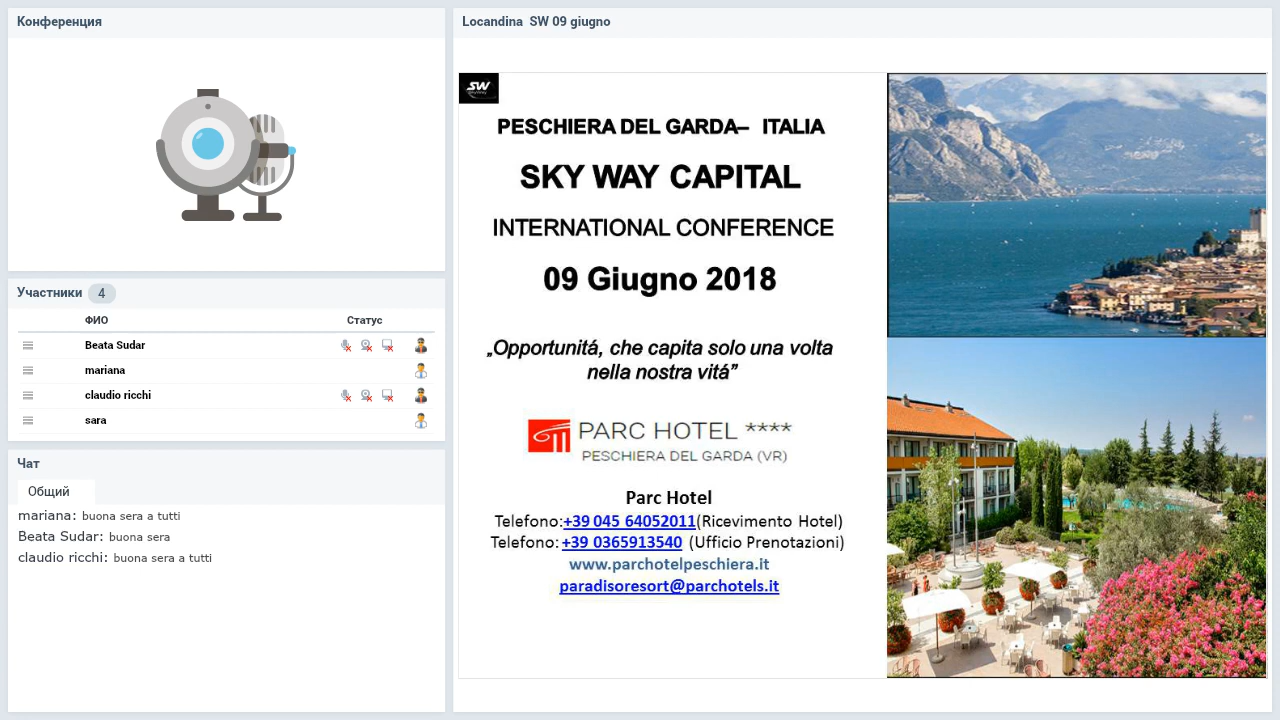 Конференция
Участники 4
ФИО Статус
Beata Sudar
mariana
claudio ricchi
sara
Чат
Общий
mariana: buona sera a tutti
Beata Sudar: buona sera
claudio ricchi: buona sera a tutti
Locandina SW 09 giugno
SW
PESCHIERA DEL GARDA– ITALIA
SKY WAY CAPITAL
INTERNATIONAL CONFERENCE
09 Giugno 2018
„Opportunitá, che capita solo una volta
nella nostra vitá”
PARC HOTEL ****
PESCHIERA DEL GARDA (VR)
Parc Hotel
Telefono:+39 045 64052011(Ricevimento Hotel)
Telefono: +39 0365913540 (Ufficio Prenotazioni)
www.parchotelpeschiera.it
paradisoresort@parchotels.it